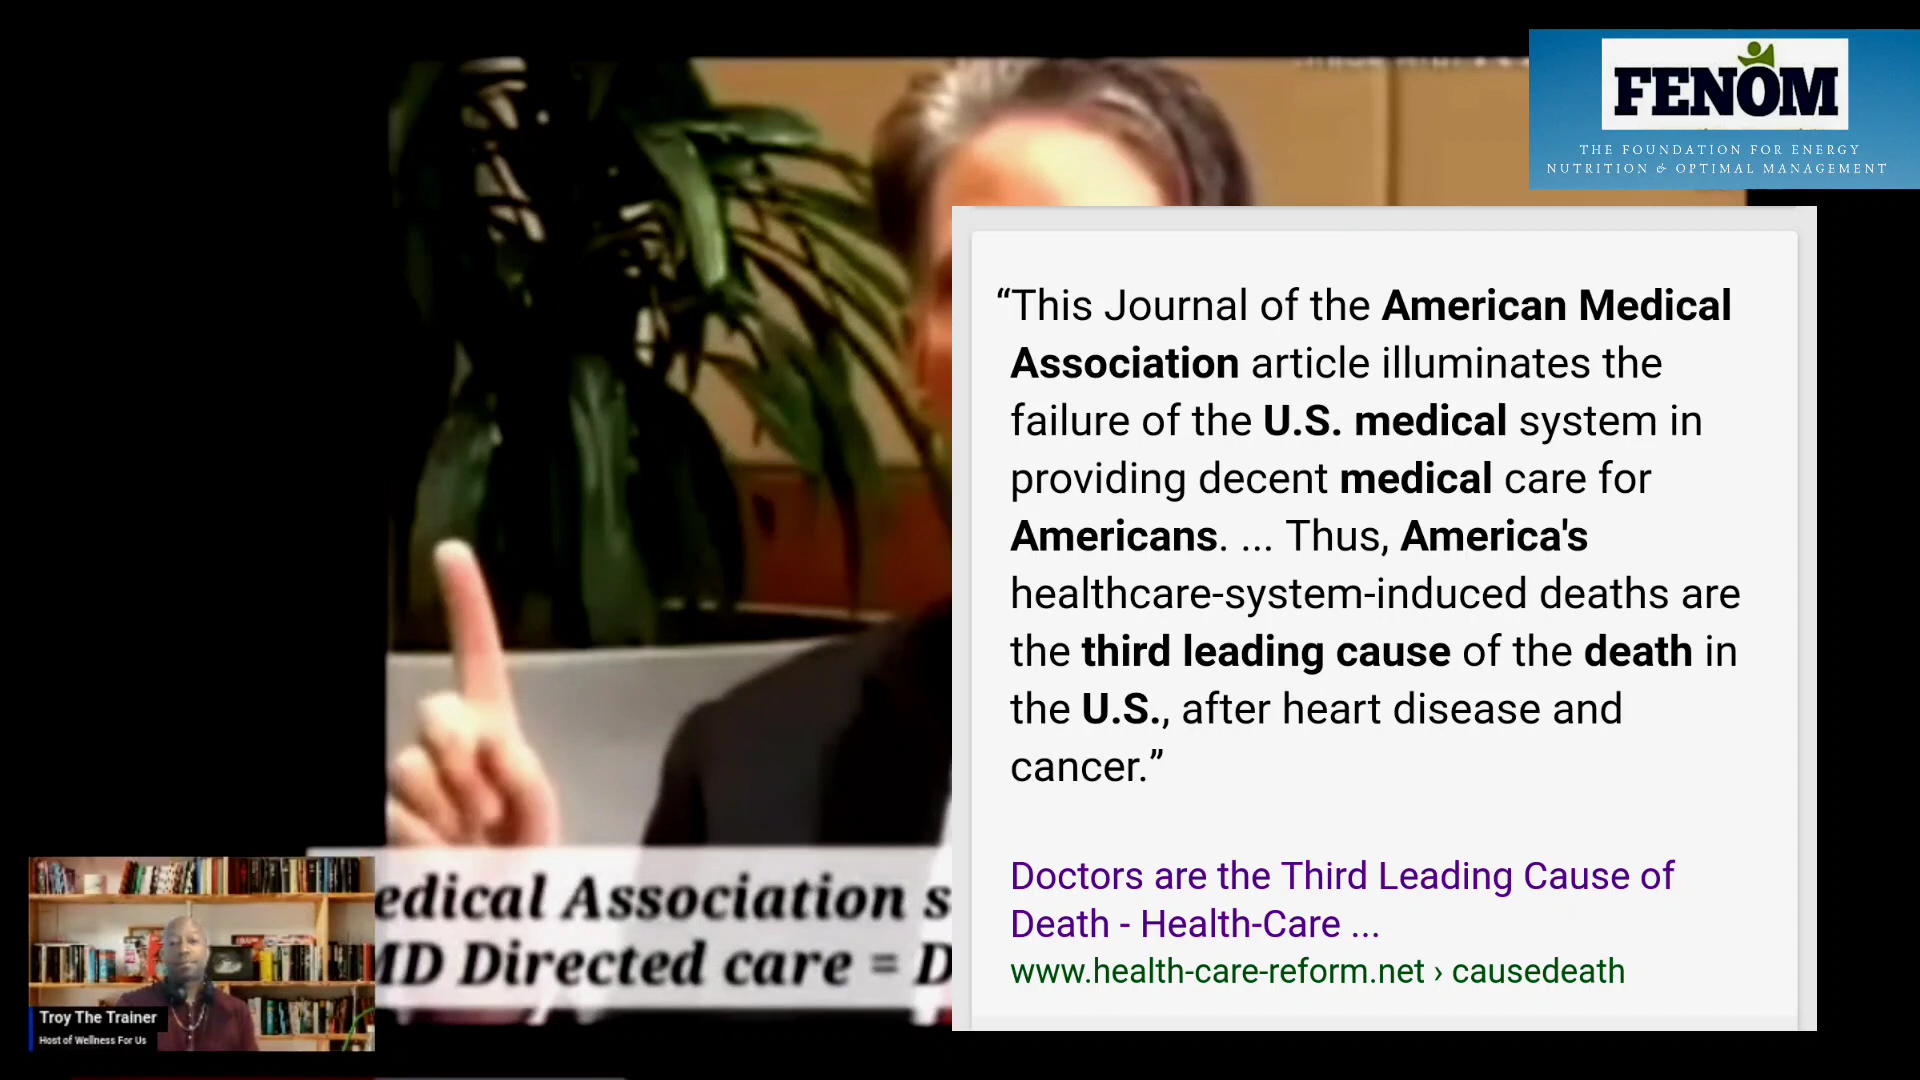 FENOM
THE FOUNDATION FOR ENERGY
NUTRITION & OPTIMAL MANAGEMENT
“This Journal of the American Medical
Association article illuminates the
failure of the U.S. medical system in
providing decent medical care for
Americans. ... Thus, America's
healthcare-system-induced deaths are
the third leading cause of the death in
the U.S., after heart disease and
cancer.”
Doctors are the Third Leading Cause of
Death - Health-Care ...
www.health-care-reform.net › causedeath
edical Association s
MD Directed care = D
Troy The Trainer
Host of Wellness For Us